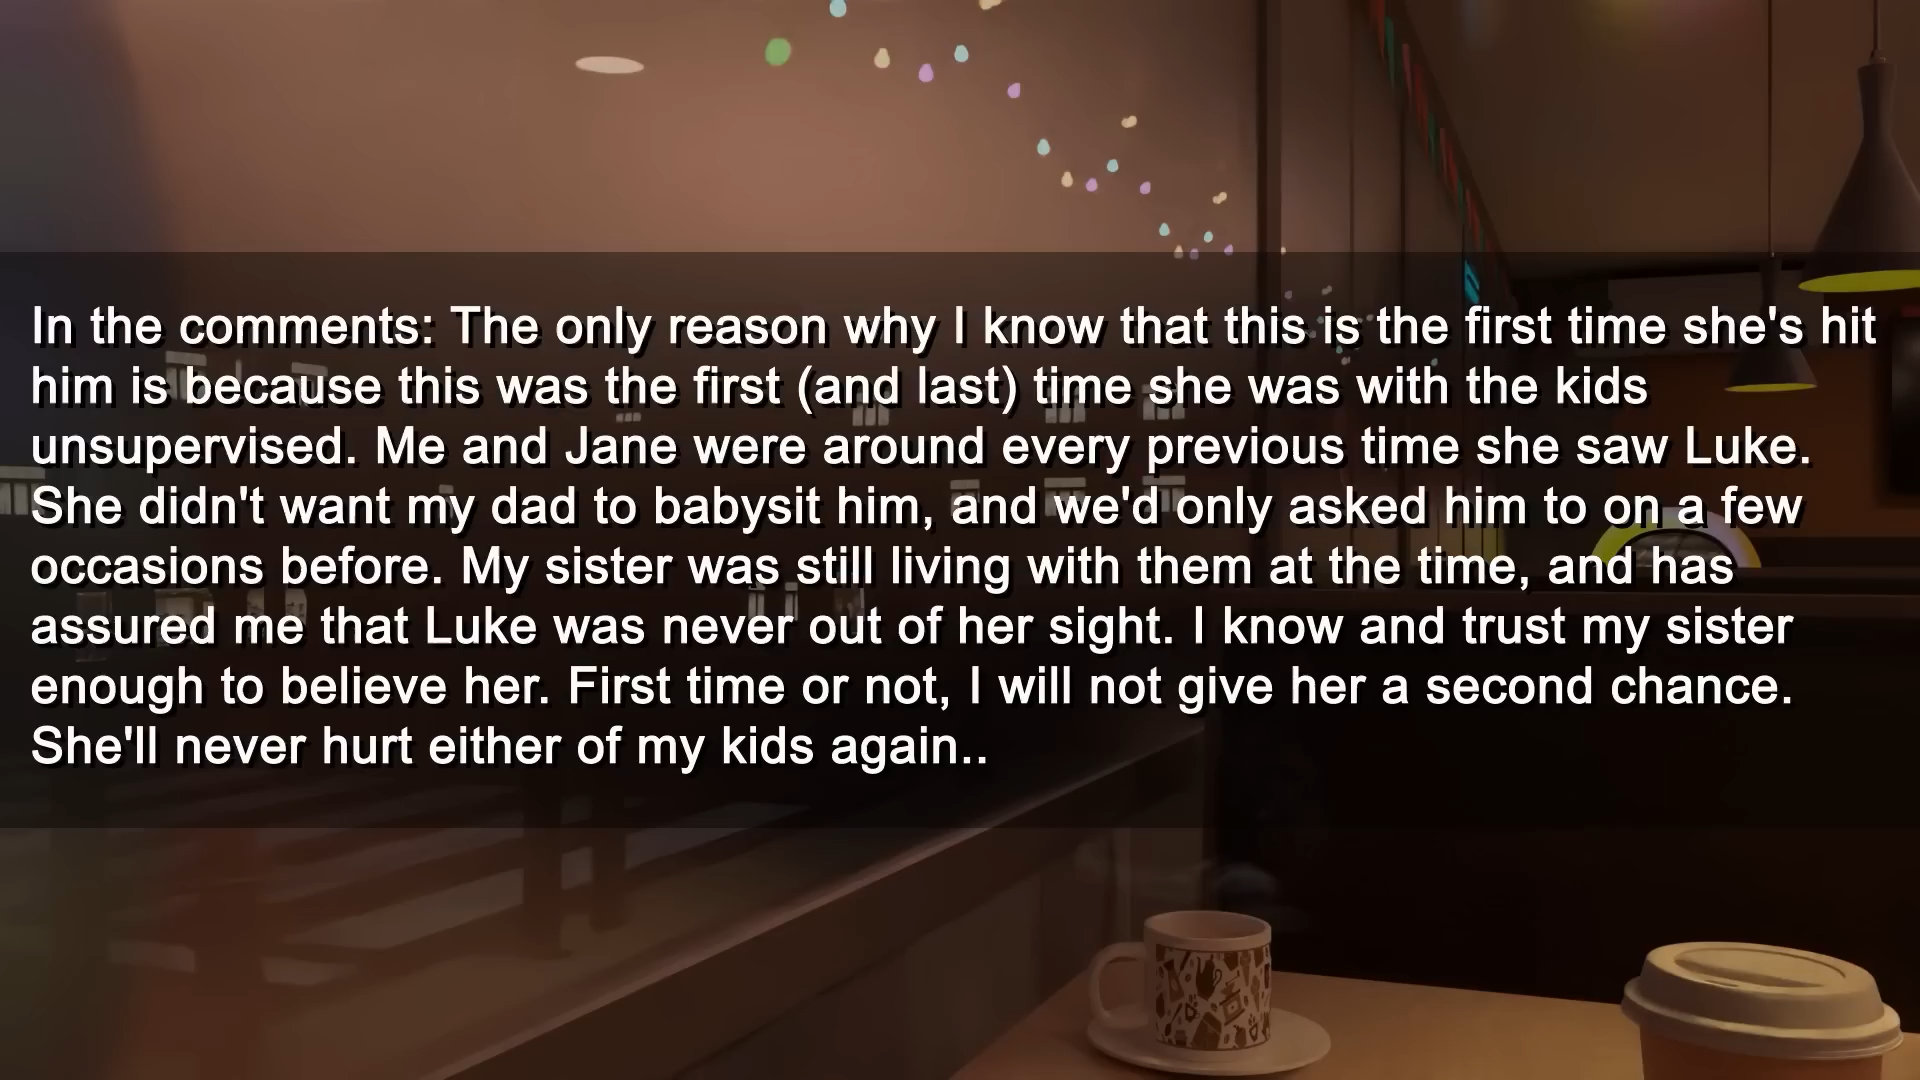 In the comments: The only reason why I know that this is the first time she's hit
him is because this was the first (and last) time she was with the kids
unsupervised. Me and Jane were around every previous time she saw Luke.
She didn't want my dad to babysit him, and we'd only asked him to on a few
occasions before. My sister was still living with them at the time, and has
assured me that Luke was never out of her sight. I know and trust my sister
enough to believe her. First time or not, I will not give her a second chance.
She'll never hurt either of my kids again..